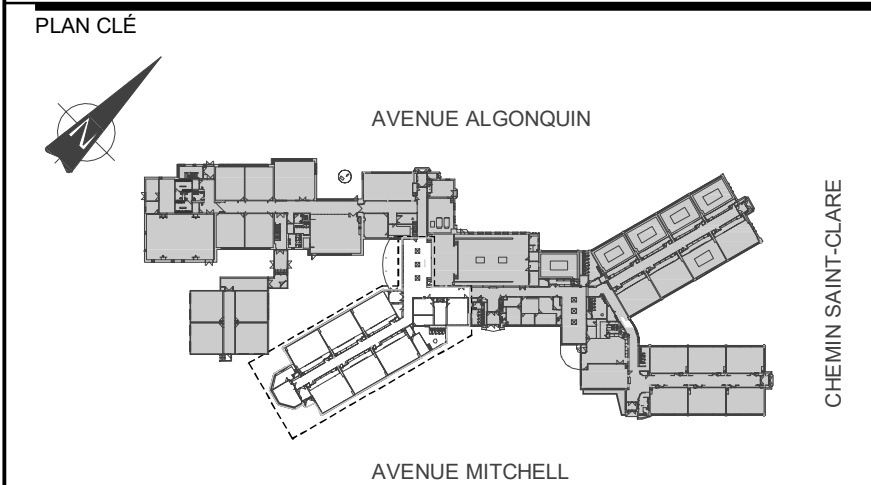 PLAN CLÉ
N
AVENUE ALGONQUIN
CHEMIN SAINT-CLARE
AVENUE MITCHELL